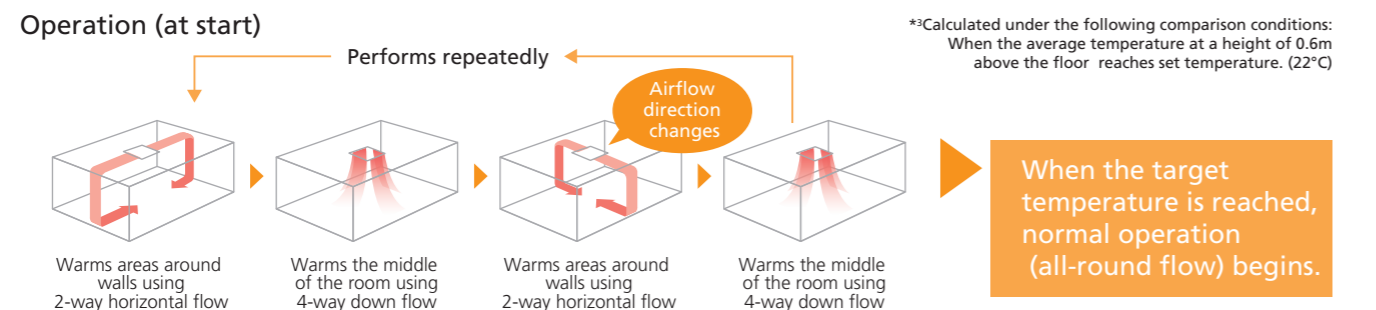 Operation (at start)
*³Calculated under the following comparison conditions:
When the average temperature at a height of 0.6m
above the floor reaches set temperature. (22°C)
Performs repeatedly
Airflow
direction
changes
Warms areas around
walls using
2-way horizontal flow
Warms the middle
of the room using
4-way down flow
Warms areas around
walls using
2-way horizontal flow
Warms the middle
of the room using
4-way down flow
When the target
temperature is reached,
normal operation
(all-round flow) begins.